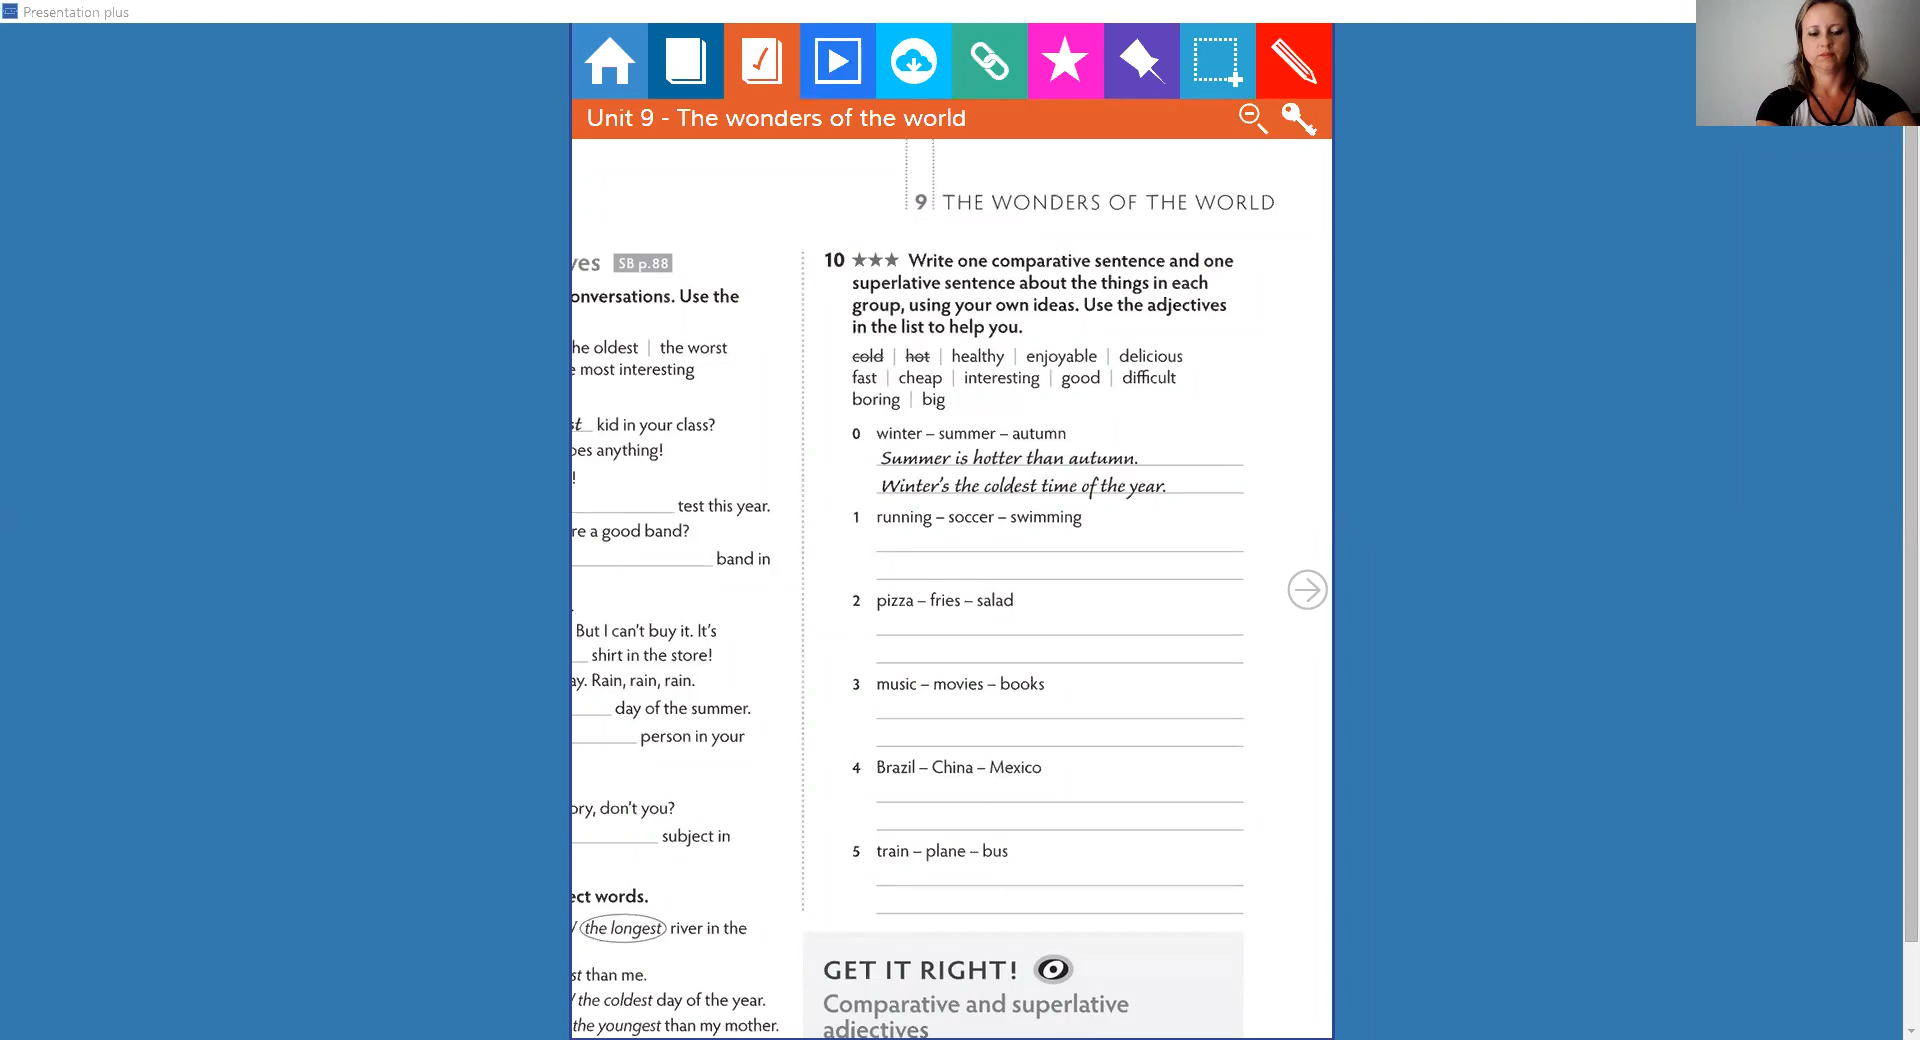 Presentation plus
Unit 9 - The wonders of the world
9 THE WONDERS OF THE WORLD
ves SB p.88
onversations. Use the
he oldest | the worst
e most interesting
st kid in your class?
oes anything!
!
test this year.
re a good band?
band in
.
But I can't buy it. It's
shirt in the store!
ay. Rain, rain, rain.
day of the summer.
person in your
ory, don't you?
subject in
ect words.
/ the longest river in the
st than me.
/ the coldest day of the year.
the youngest than my mother.
10 ★★★ Write one comparative sentence and one
superlative sentence about the things in each
group, using your own ideas. Use the adjectives
in the list to help you.
cold | hot | healthy | enjoyable | delicious
fast | cheap | interesting | good | difficult
boring | big
0 winter – summer – autumn
Summer is hotter than autumn.
Winter's the coldest time of the year.
1 running – soccer – swimming
2 pizza – fries – salad
3 music – movies – books
4 Brazil – China – Mexico
5 train – plane – bus
GET IT RIGHT!
Comparative and superlative
adjectives